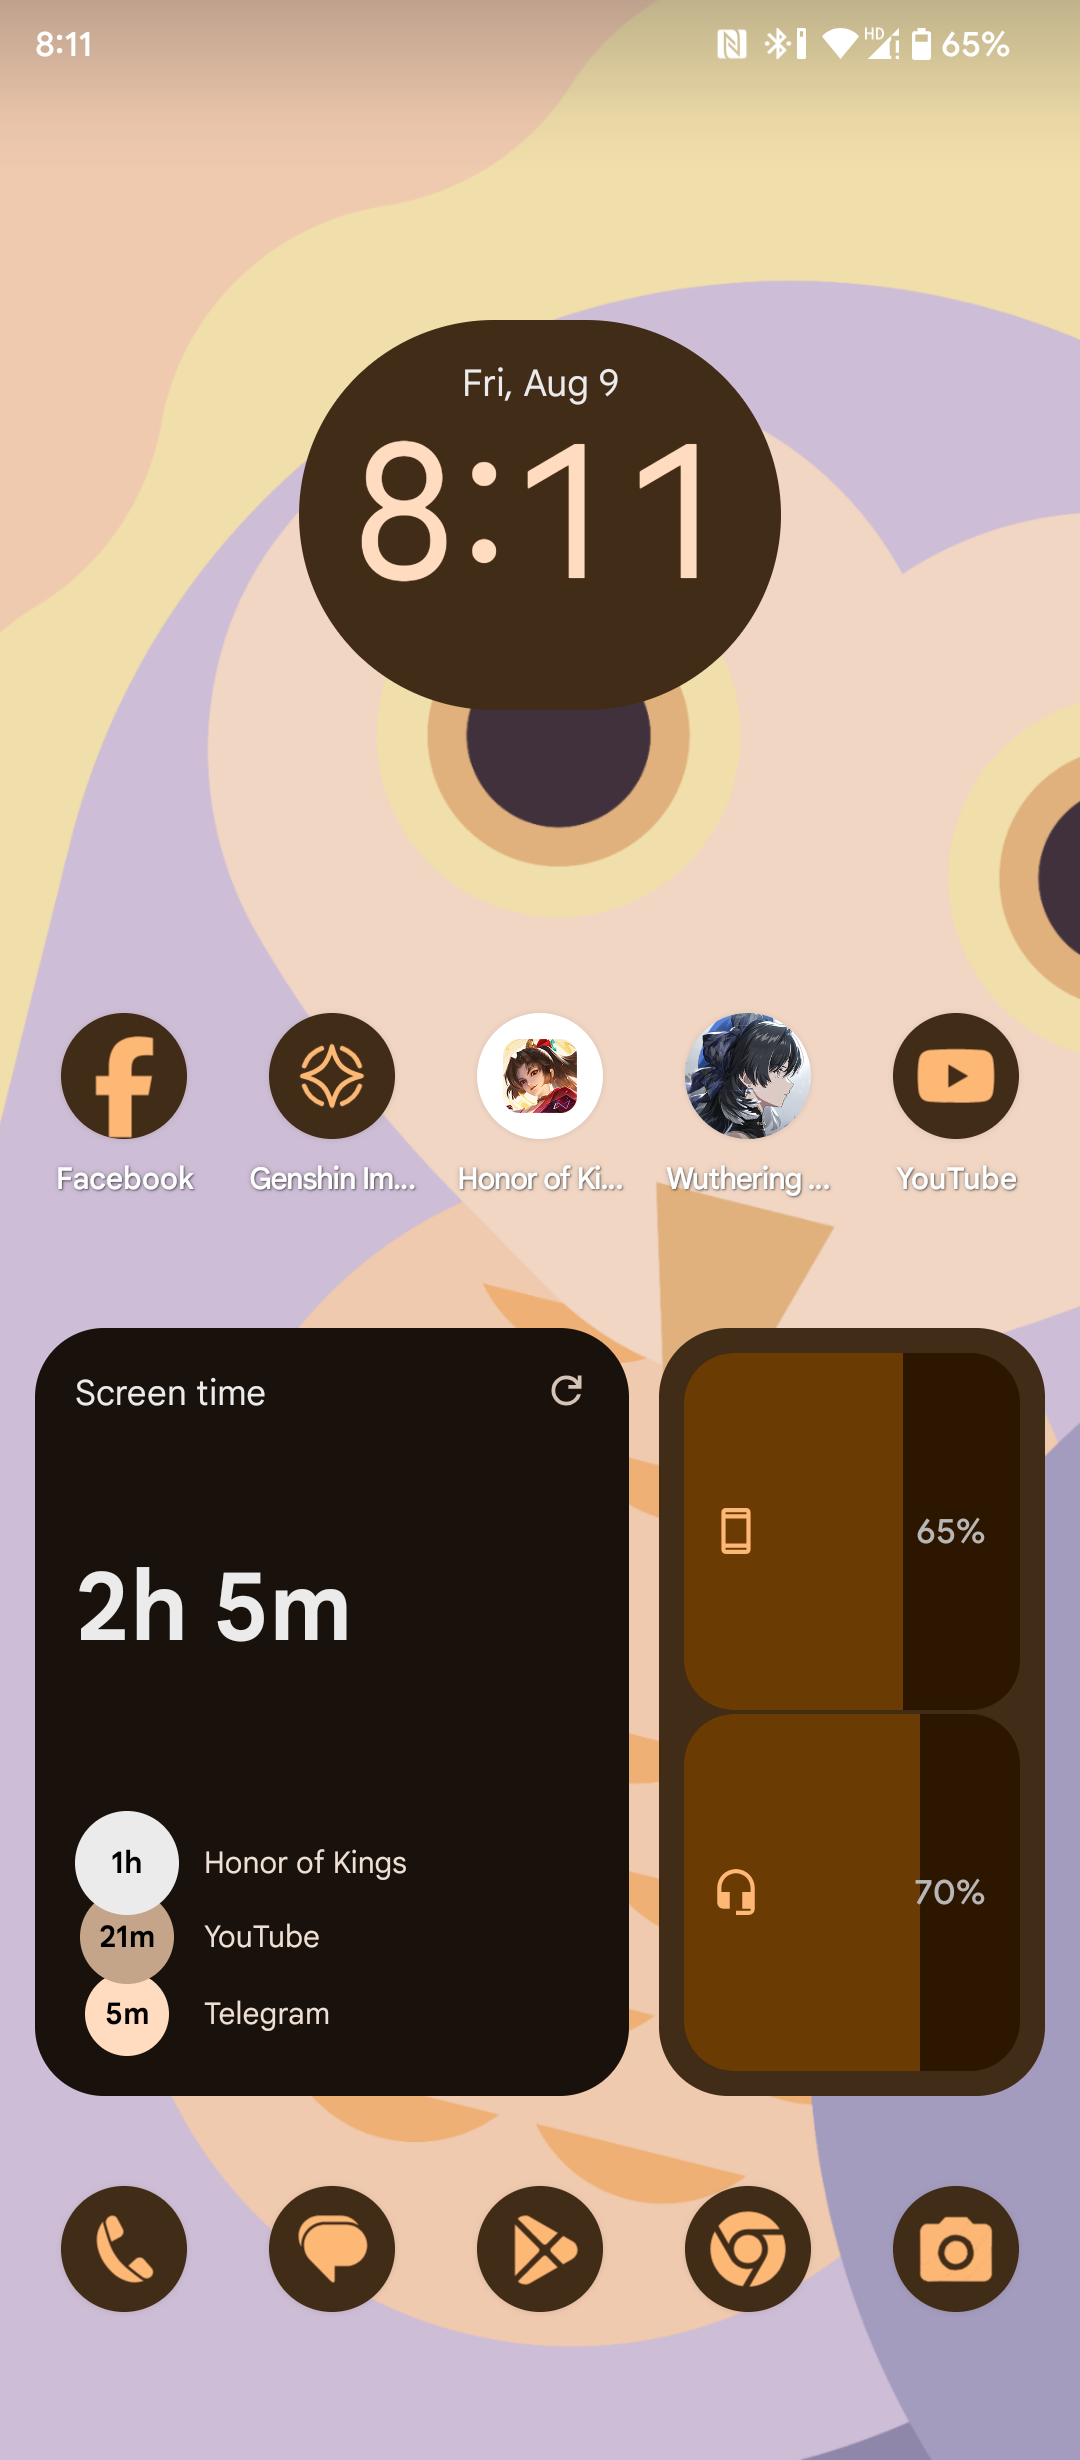 8:11
HD
65%
Fri, Aug 9
8:11
Facebook
Genshin Im...
Honor of Ki...
Wuthering ...
YouTube
Screen time
2h 5m
1h Honor of Kings
21m YouTube
5m Telegram
65%
70%